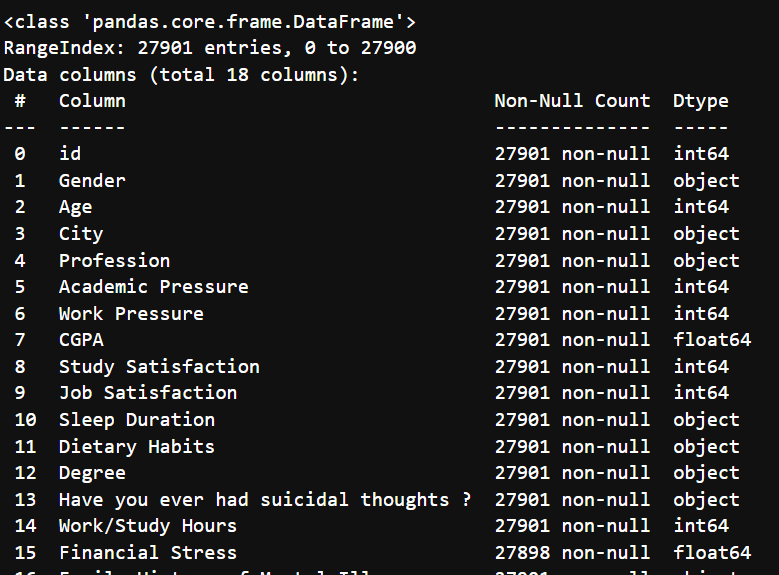 <class 'pandas.core.frame.DataFrame'>
RangeIndex: 27901 entries, 0 to 27900
Data columns (total 18 columns):
 #   Column                                 Non-Null Count  Dtype
---  ------                                 --------------  -----
 0   id                                     27901 non-null  int64
 1   Gender                                 27901 non-null  object
 2   Age                                    27901 non-null  int64
 3   City                                   27901 non-null  object
 4   Profession                             27901 non-null  object
 5   Academic Pressure                      27901 non-null  int64
 6   Work Pressure                          27901 non-null  int64
 7   CGPA                                   27901 non-null  float64
 8   Study Satisfaction                     27901 non-null  int64
 9   Job Satisfaction                       27901 non-null  int64
 10  Sleep Duration                         27901 non-null  object
 11  Dietary Habits                         27901 non-null  object
 12  Degree                                 27901 non-null  object
 13  Have you ever had suicidal thoughts ?  27901 non-null  object
 14  Work/Study Hours                       27901 non-null  int64
 15  Financial Stress                       27898 non-null  float64